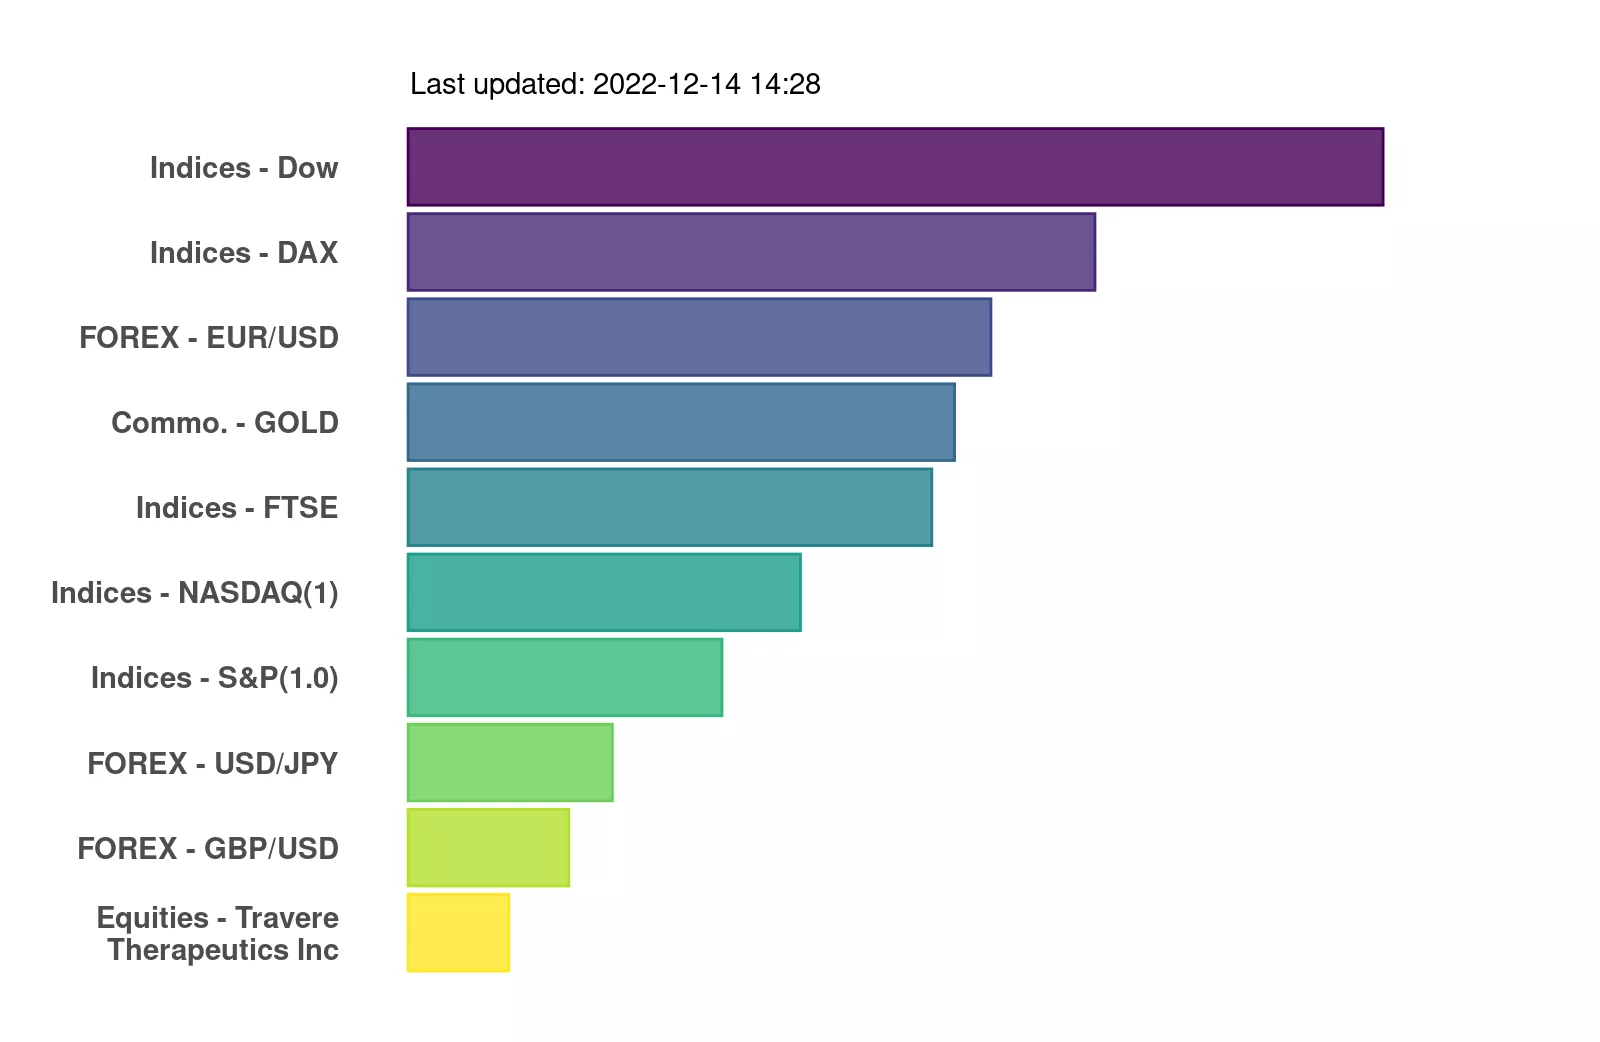 Last updated: 2022-12-14 14:28
Indices - Dow
Indices - DAX
FOREX - EUR/USD
Commo. - GOLD
Indices - FTSE
Indices - NASDAQ(1)
Indices - S&P(1.0)
FOREX - USD/JPY
FOREX - GBP/USD
Equities - Travere
Therapeutics Inc